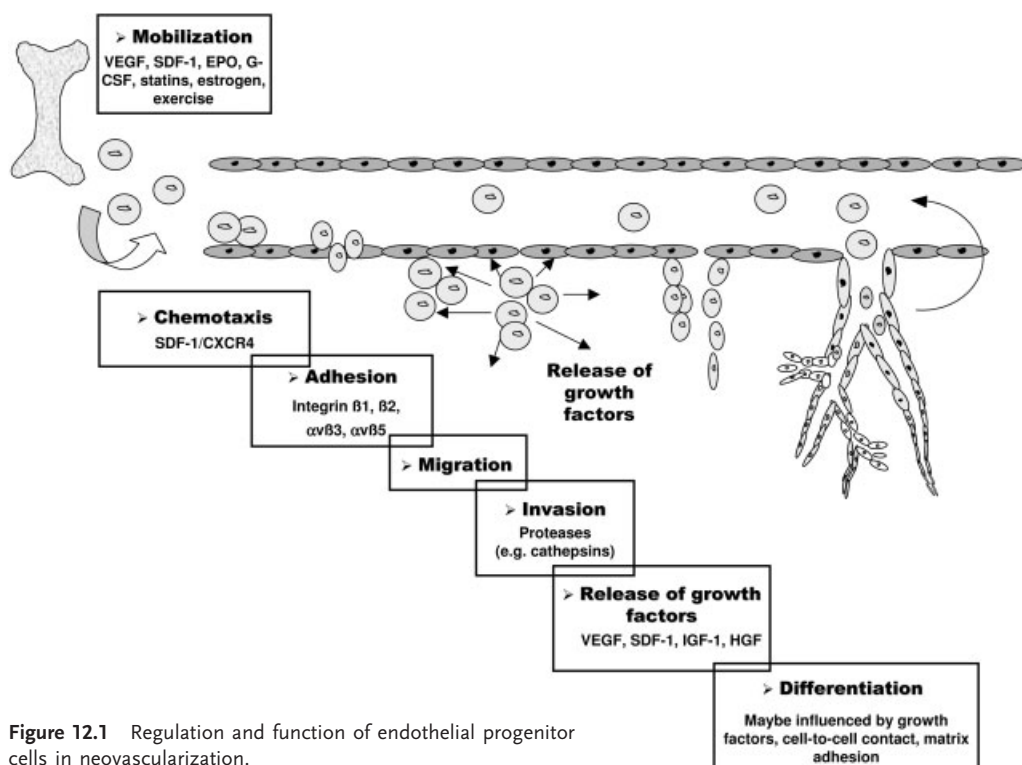 ➢ Mobilization
VEGF, SDF-1, EPO, G-
CSF, statins, estrogen,
exercise
➢ Chemotaxis
SDF-1/CXCR4
➢ Adhesion
Integrin ß1, ß2,
αvß3, αvß5
Release of
growth
factors
➢ Migration
➢ Invasion
Proteases
(e.g. cathepsins)
➢ Release of growth
factors
VEGF, SDF-1, IGF-1, HGF
➢ Differentiation
Maybe influenced by growth
factors, cell-to-cell contact, matrix
adhesion
Figure 12.1 Regulation and function of endothelial progenitor
cells in neovascularization.